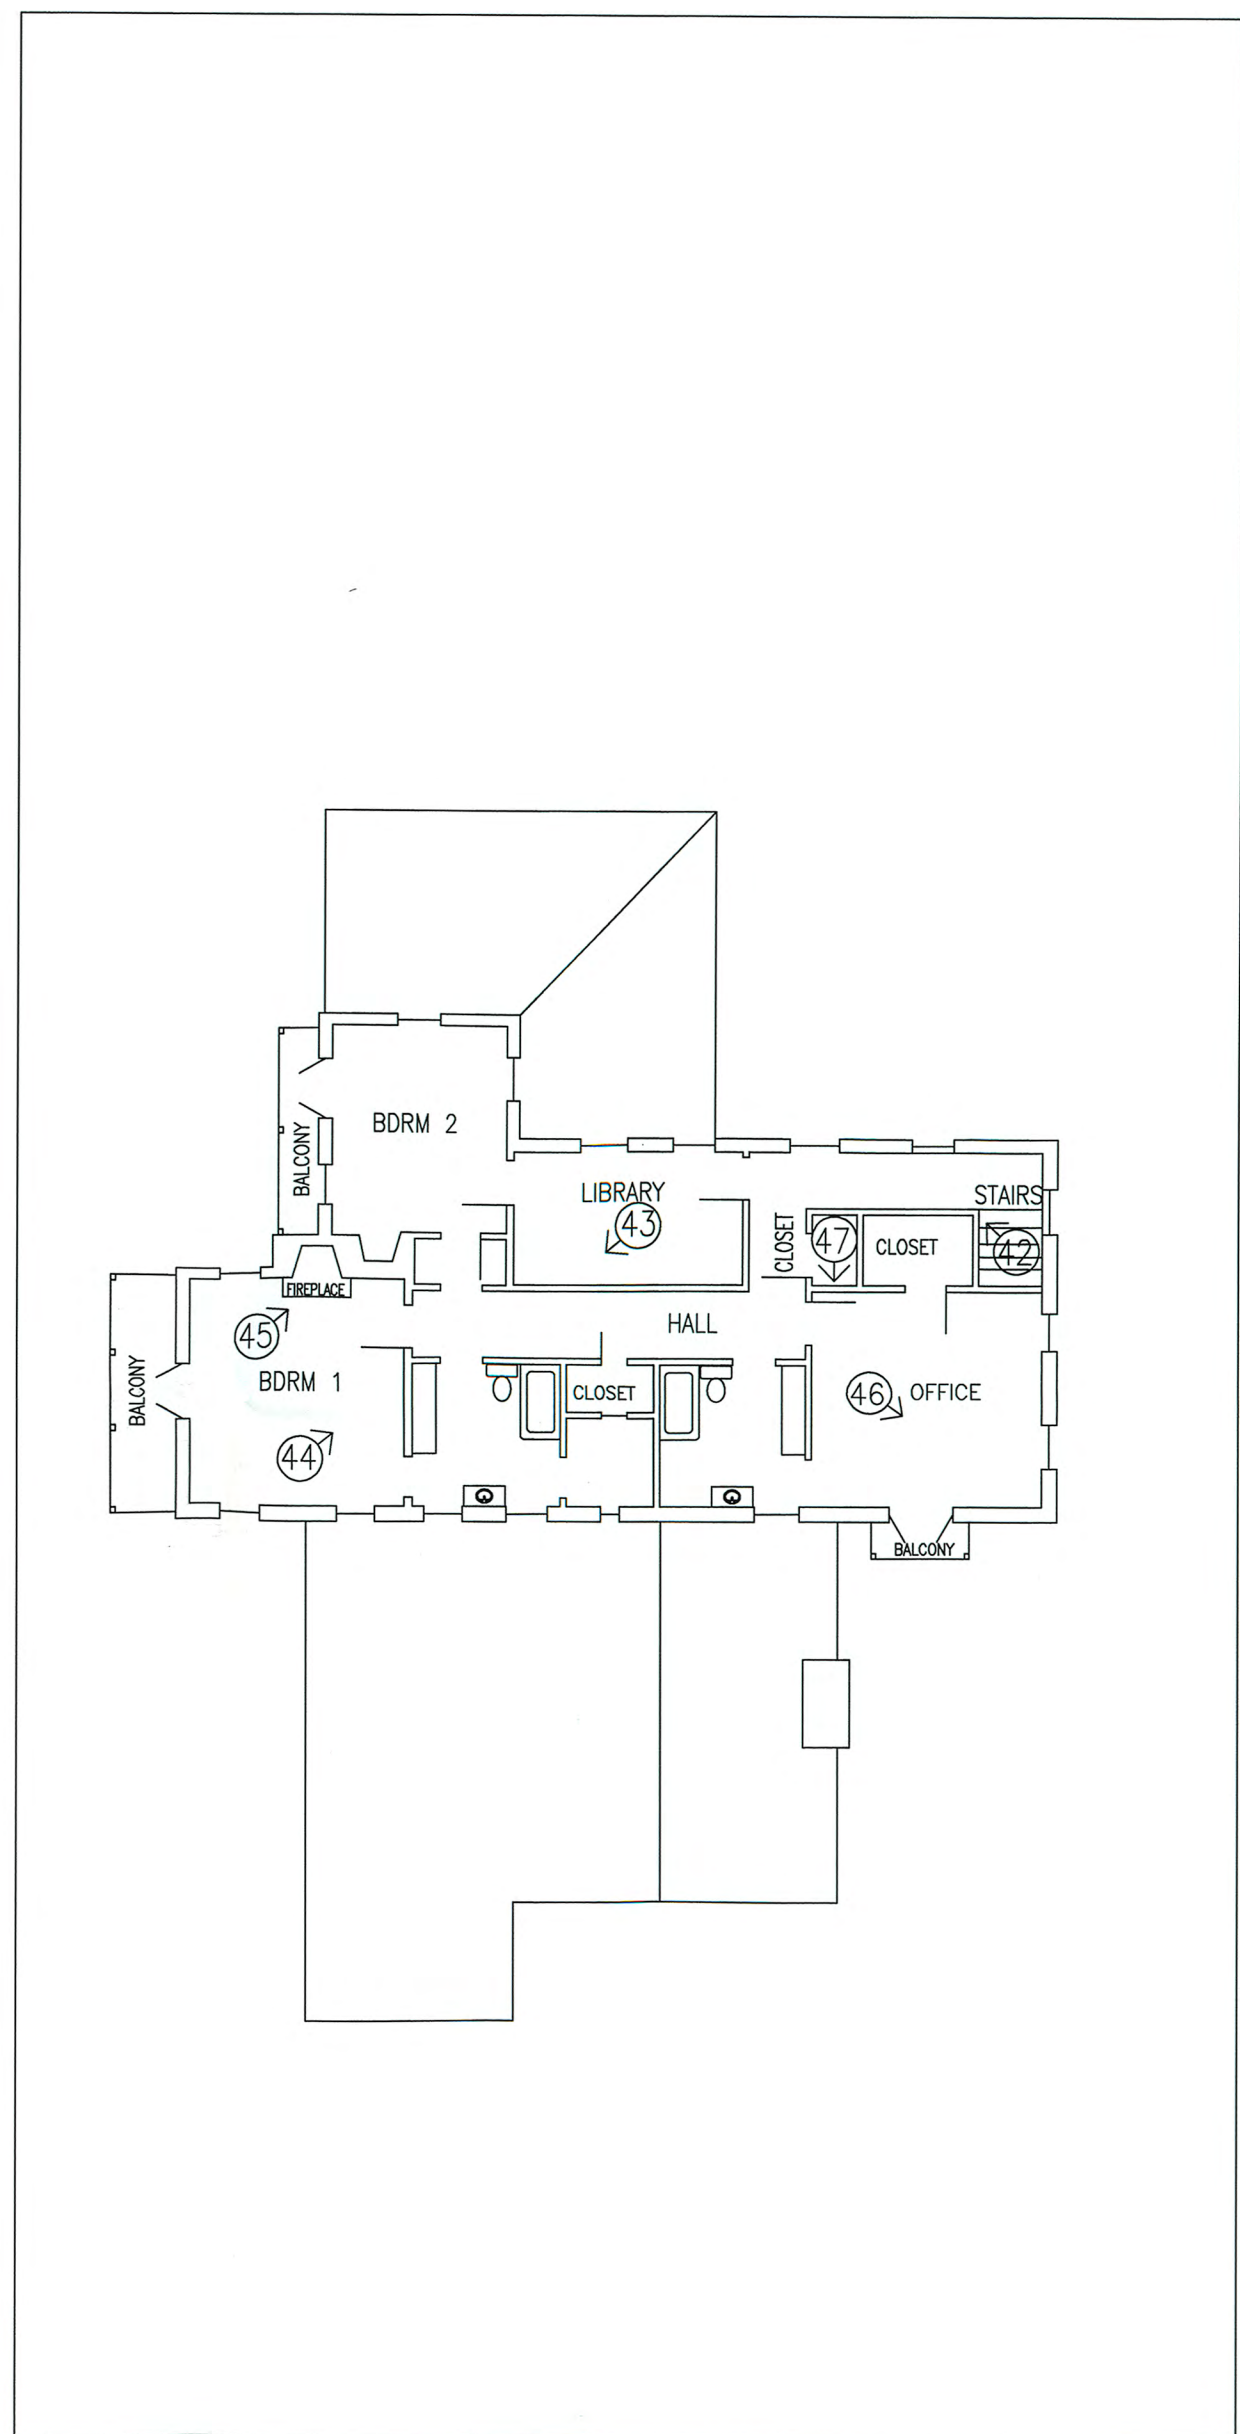 BDRM 2
BALCONY
LIBRARY
STAIRS
43
CLOSET
47
CLOSET
42
FIREPLACE
45
HALL
BDRM 1
BALCONY
CLOSET
46
OFFICE
44
BALCONY